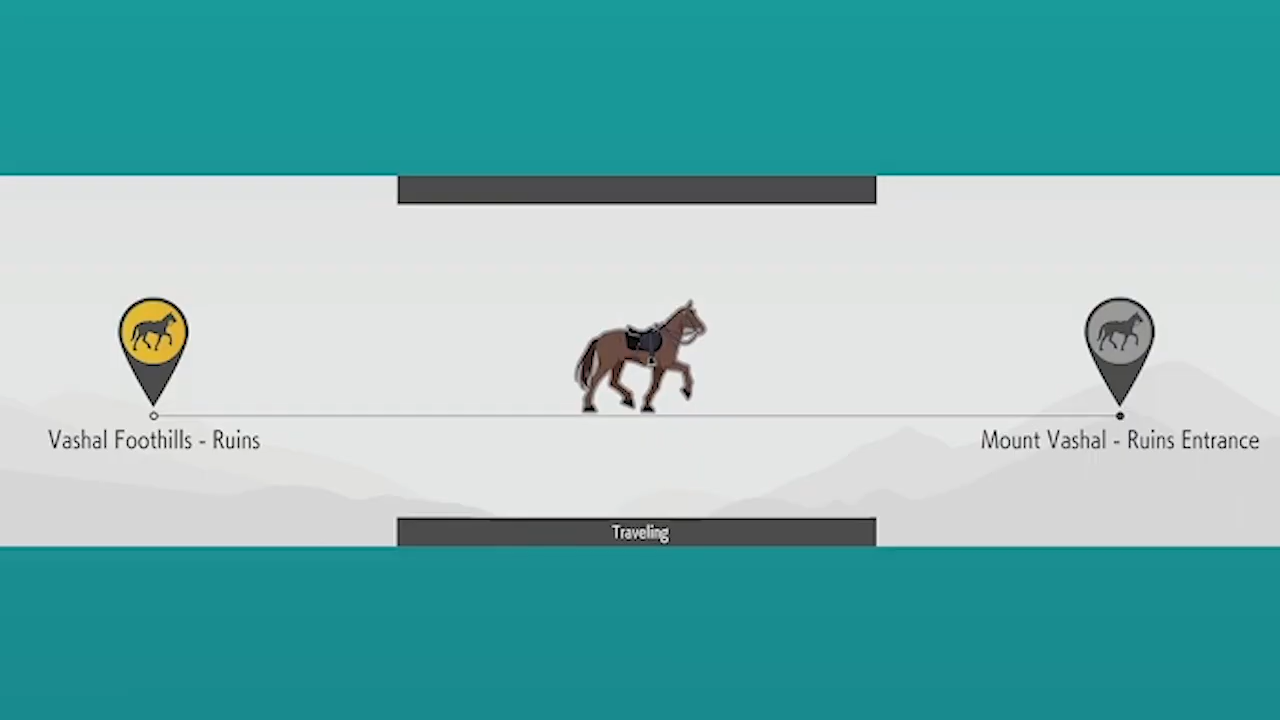 Vashal Foothills - Ruins
Mount Vashal - Ruins Entrance
Traveling